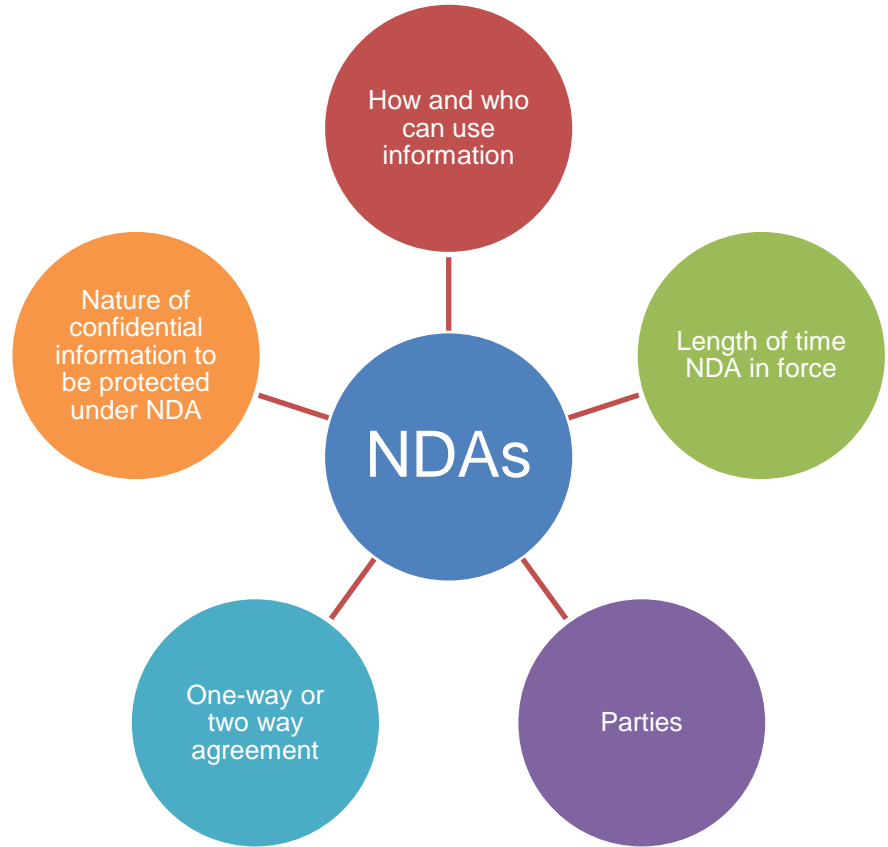 How and who
can use
information
Nature of
confidential
information to
be protected
under NDA
Length of time
NDA in force
NDAs
One-way or
two way
agreement
Parties